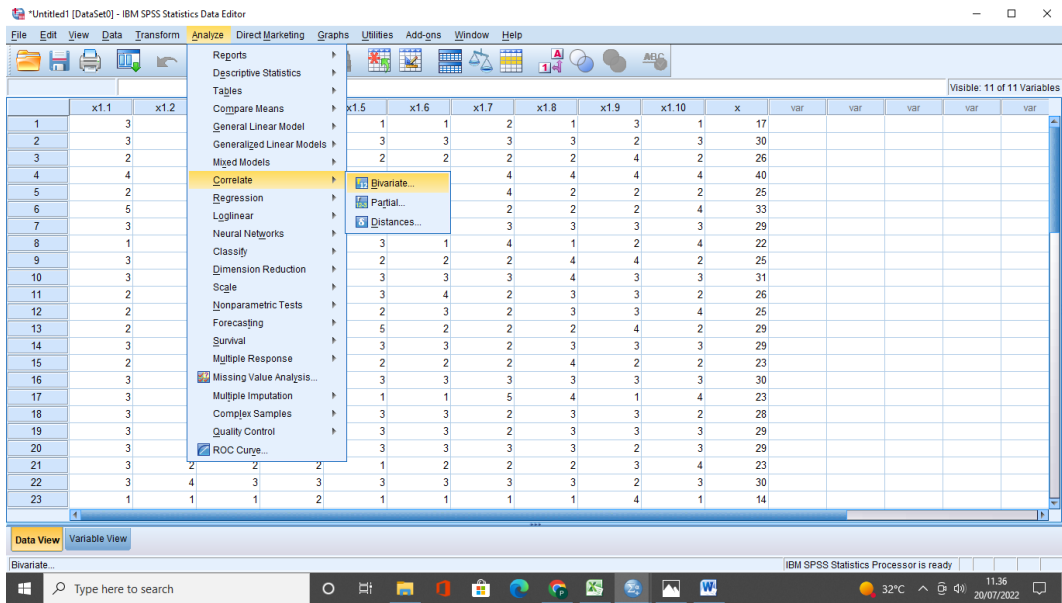 *Untitled1 [DataSet0] - IBM SPSS Statistics Data Editor
File Edit View Data Transform Analyze Direct Marketing Graphs Utilities Add-ons Window Help
Visible: 11 of 11 Variables
Reports
Descriptive Statistics
Tables
Compare Means
General Linear Model
Generalized Linear Models
Mixed Models
Correlate
Regression
Loglinear
Neural Networks
Classify
Dimension Reduction
Scale
Nonparametric Tests
Forecasting
Survival
Multiple Response
Missing Value Analysis...
Multiple Imputation
Complex Samples
Quality Control
ROC Curve...
Bivariate...
Partial...
Distances...
x1.1 x1.2 x1.5 x1.6 x1.7 x1.8 x1.9 x1.10 x var var var var var
1 3 1 1 2 1 3 1 17
2 3 3 3 3 3 2 3 30
3 2 2 2 2 2 4 2 26
4 4 4 4 4 4 40
5 2 4 2 2 2 25
6 5 2 2 2 4 33
7 3 3 3 3 3 29
8 1 3 1 4 1 2 4 22
9 3 2 2 2 4 4 2 25
10 3 3 3 3 4 3 3 31
11 2 3 4 2 3 3 2 26
12 2 2 3 2 3 3 4 25
13 2 5 2 2 2 4 2 29
14 3 3 3 2 3 3 3 29
15 2 2 2 2 4 2 2 23
16 3 3 3 3 3 3 3 30
17 3 1 1 5 4 1 4 23
18 3 3 3 2 3 3 2 28
19 3 3 3 2 3 3 3 29
20 3 3 3 3 3 2 3 29
21 3 2 2 2 1 2 2 2 3 4 23
22 3 4 3 3 3 3 3 3 2 3 30
23 1 1 1 2 1 1 1 1 4 1 14
Data View Variable View
Bivariate... IBM SPSS Statistics Processor is ready
Type here to search 32°C 11.36
20/07/2022